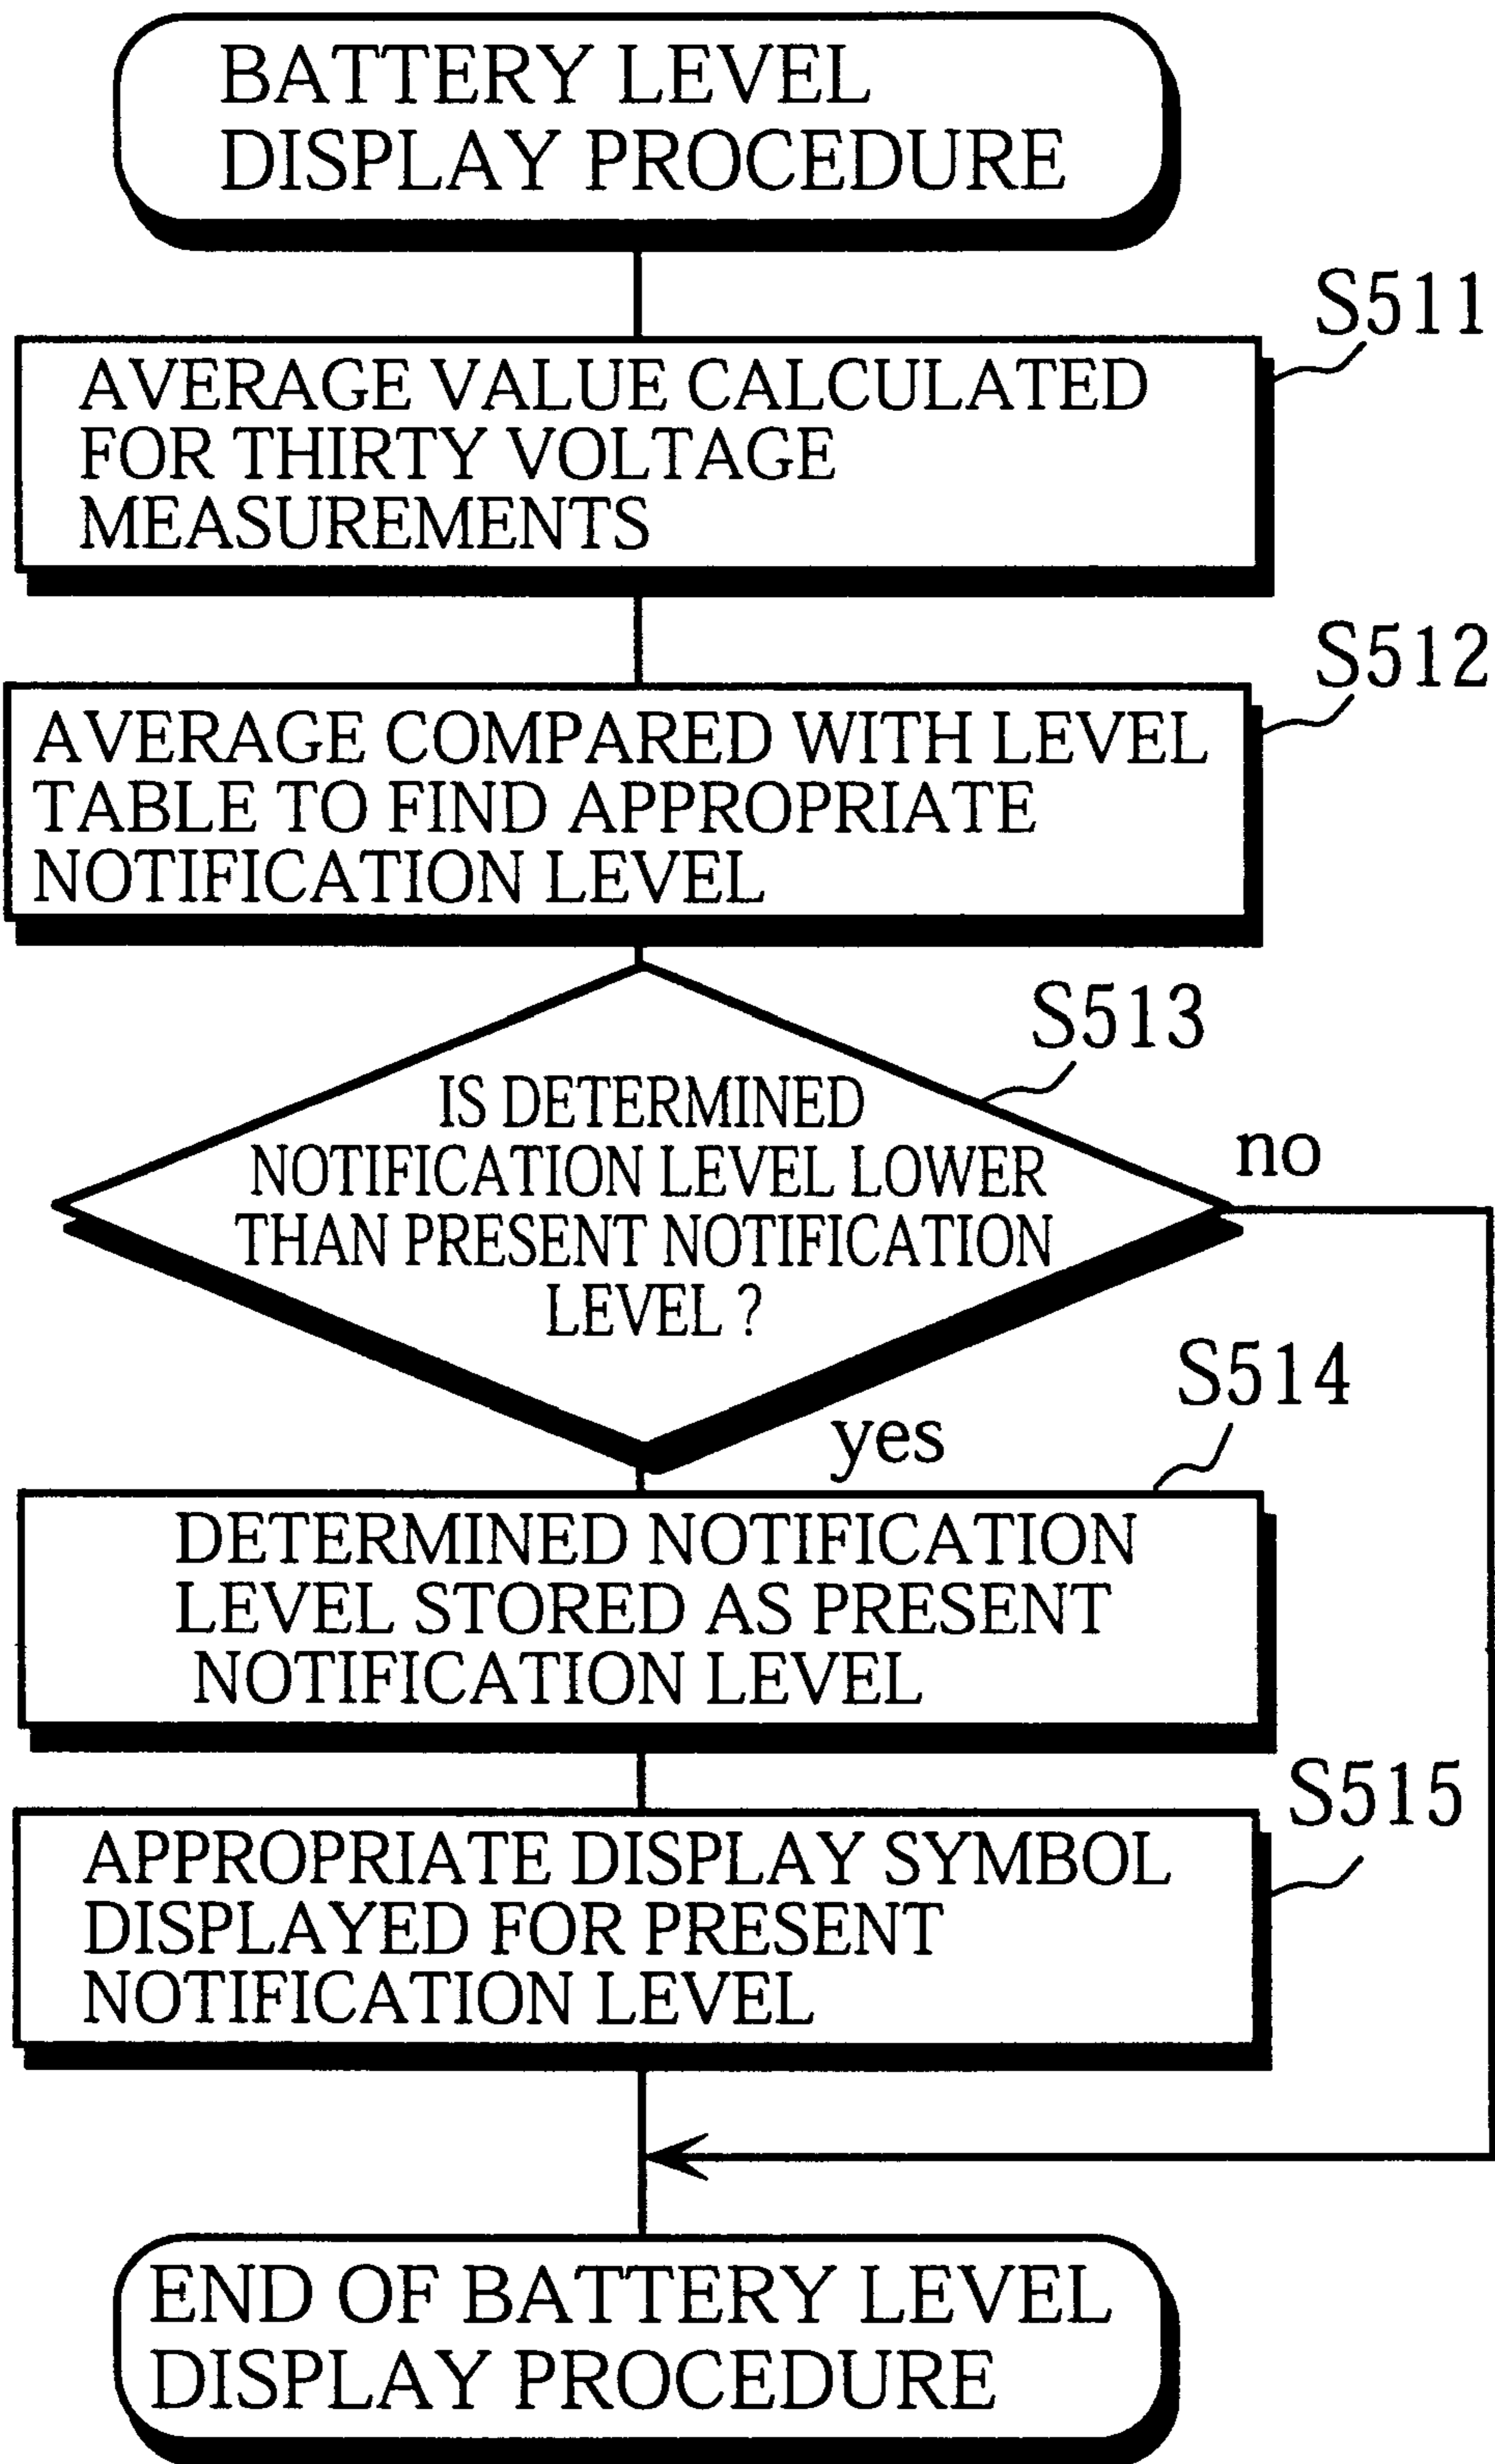 BATTERY LEVEL
DISPLAY PROCEDURE
S511
AVERAGE VALUE CALCULATED
FOR THIRTY VOLTAGE
MEASUREMENTS
S512
AVERAGE COMPARED WITH LEVEL
TABLE TO FIND APPROPRIATE
NOTIFICATION LEVEL
S513
IS DETERMINED
NOTIFICATION LEVEL LOWER
THAN PRESENT NOTIFICATION
LEVEL ?
no
yes
S514
DETERMINED NOTIFICATION
LEVEL STORED AS PRESENT
NOTIFICATION LEVEL
S515
APPROPRIATE DISPLAY SYMBOL
DISPLAYED FOR PRESENT
NOTIFICATION LEVEL
END OF BATTERY LEVEL
DISPLAY PROCEDURE